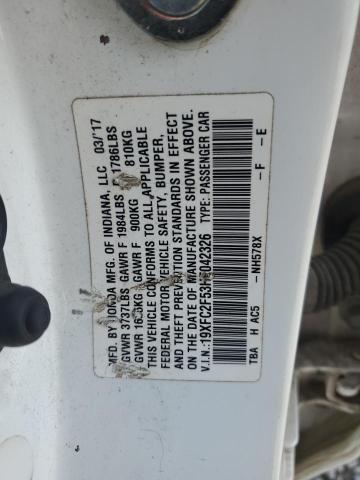 MFG. BY HONDA MFG. OF INDIANA, LLC 03/'17
GVWR 3737LBS GAWR F 1984LBS R 1786LBS
GVWR KG GAWR F 900KG 810KG
THIS VEHICLE CONFORMS TO ALL APPLICABLE
FEDERAL MOTOR VEHICLE SAFETY, BUMPER,
AND THEFT PREVENTION STANDARDS IN EFFECT
ON THE DATE OF MANUFACTURE SHOWN ABOVE.
V.I.N.: TYPE: PASSENGER CAR
TBA H AC5 -NH578X -F -E